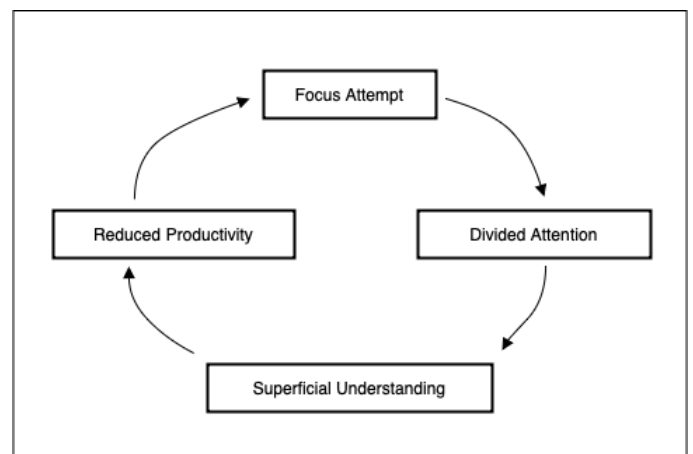 Focus Attempt
Reduced Productivity
Divided Attention
Superficial Understanding